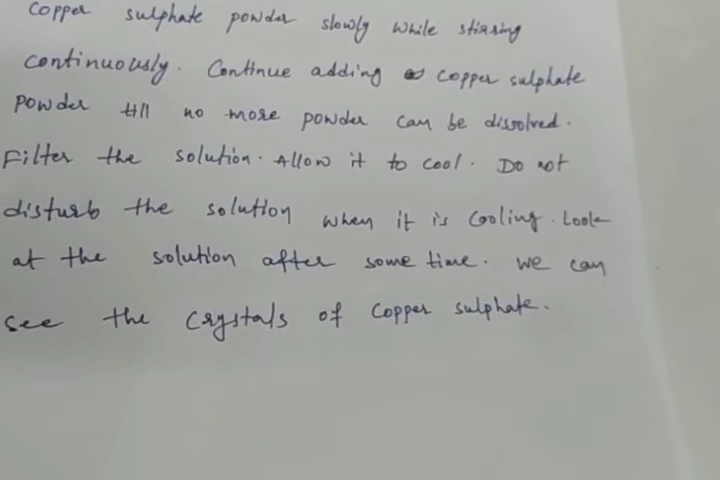 Copper sulphate powder slowly while stirring
continuously. Continue adding copper sulphate
powder till no more powder can be dissolved.
Filter the solution. Allow it to cool. Do not
disturb the solution when it is cooling. Look
at the solution after some time. We can
see the crystals of copper sulphate.